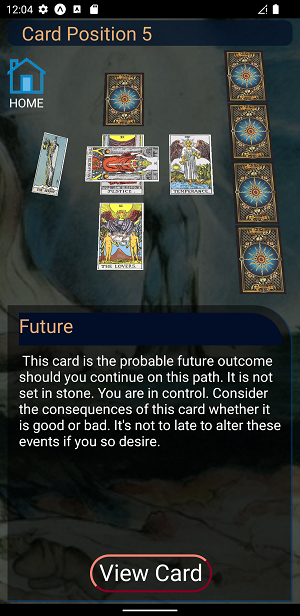 12:04
Card Position 5
HOME
JUSTICE
TEMPERANCE
THE LOVERS.
Future
This card is the probable future outcome
should you continue on this path. It is not
set in stone. You are in control. Consider
the consequences of this card whether it
is good or bad. It's not to late to alter these
events if you so desire.
View Card